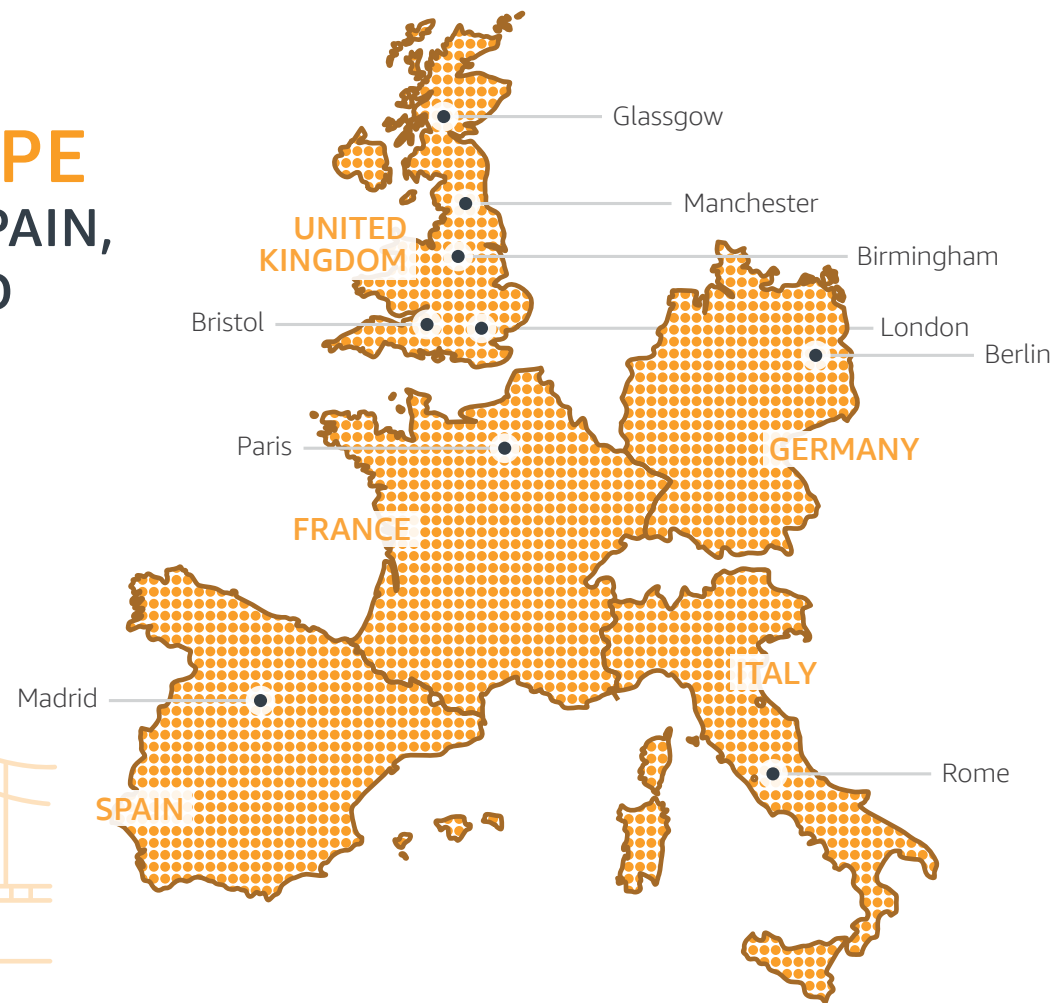 PE
PAIN,
Glassgow
Manchester
UNITED
KINGDOM
Birmingham
Bristol
London
Berlin
Paris
GERMANY
FRANCE
ITALY
Madrid
Rome
SPAIN